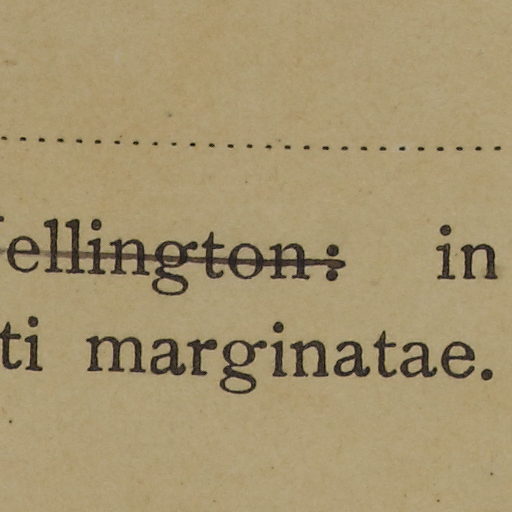 ellington: in
ti marginatae.